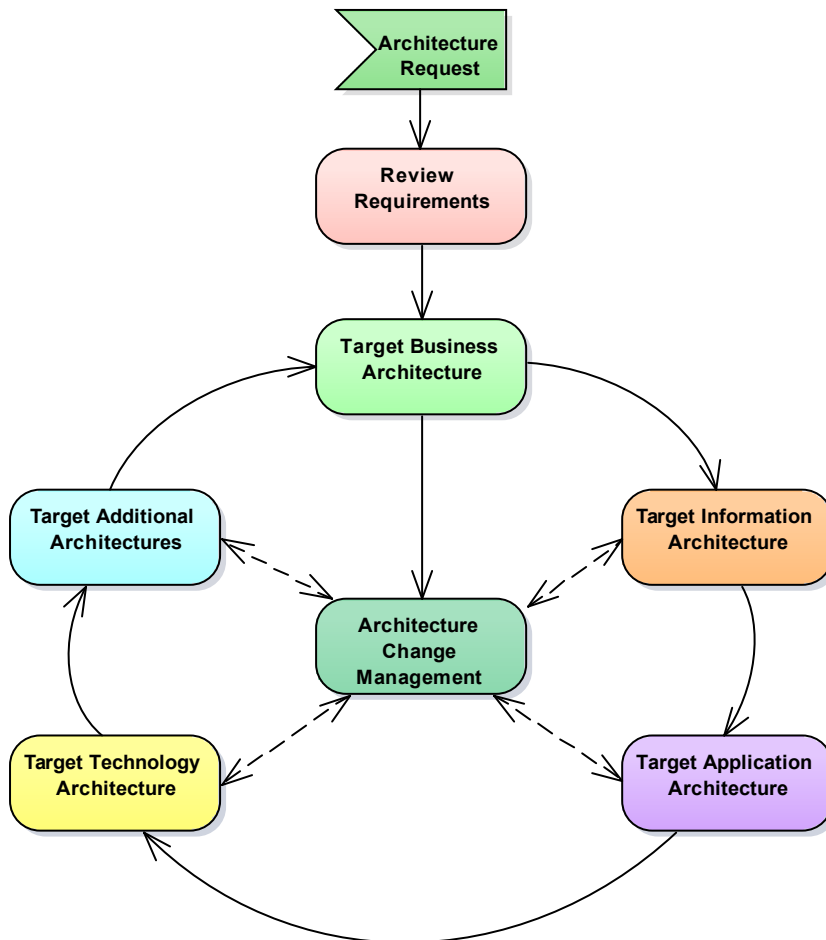 Architecture
Request
Review
Requirements
Target Business
Architecture
Target Additional
Architectures
Target Information
Architecture
Architecture
Change
Management
Target Technology
Architecture
Target Application
Architecture